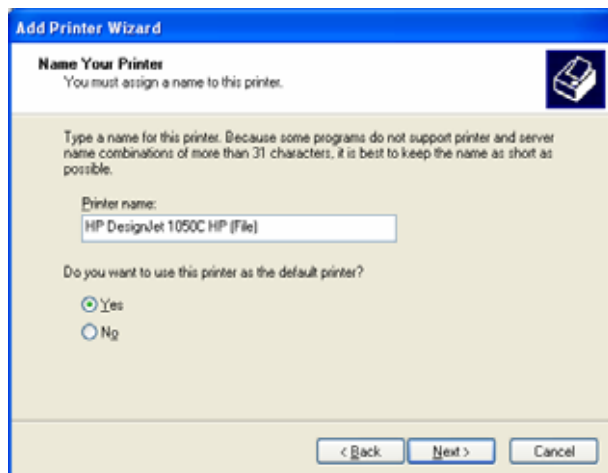 Add Printer Wizard
Name Your Printer
You must assign a name to this printer.
Type a name for this printer. Because some programs do not support printer and server
name combinations of more than 31 characters, it is best to keep the name as short as
possible.
Printer name:
HP DesignJet 1050C HP (File)
Do you want to use this printer as the default printer?
Yes
No
< Back
Next >
Cancel